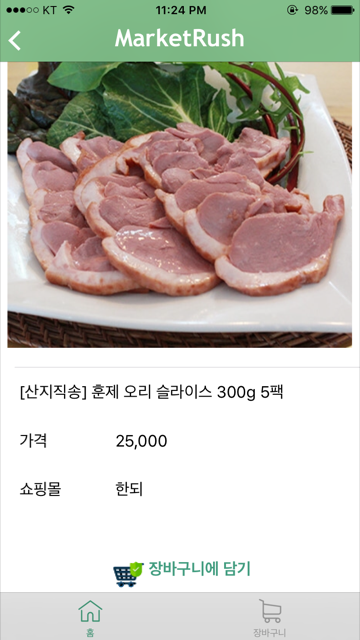 KT 11:24 PM 98%
MarketRush
[산지직송] 훈제 오리 슬라이스 300g 5팩
가격 25,000
쇼핑몰 한되
장바구니에 담기
홈 장바구니